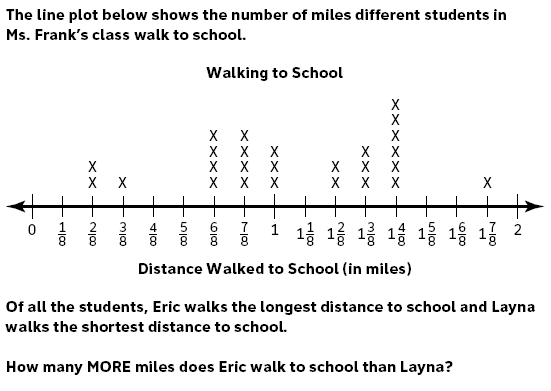 The line plot below shows the number of miles different students in
Ms. Frank's class walk to school.
Walking to School
X
X
X X X
X X X X X
X X X X X X X
X X X X X X X X X
0 1/8 2/8 3/8 4/8 5/8 6/8 7/8 1 1 1/8 1 2/8 1 3/8 1 4/8 1 5/8 1 6/8 1 7/8 2
Distance Walked to School (in miles)
Of all the students, Eric walks the longest distance to school and Layna
walks the shortest distance to school.
How many MORE miles does Eric walk to school than Layna?